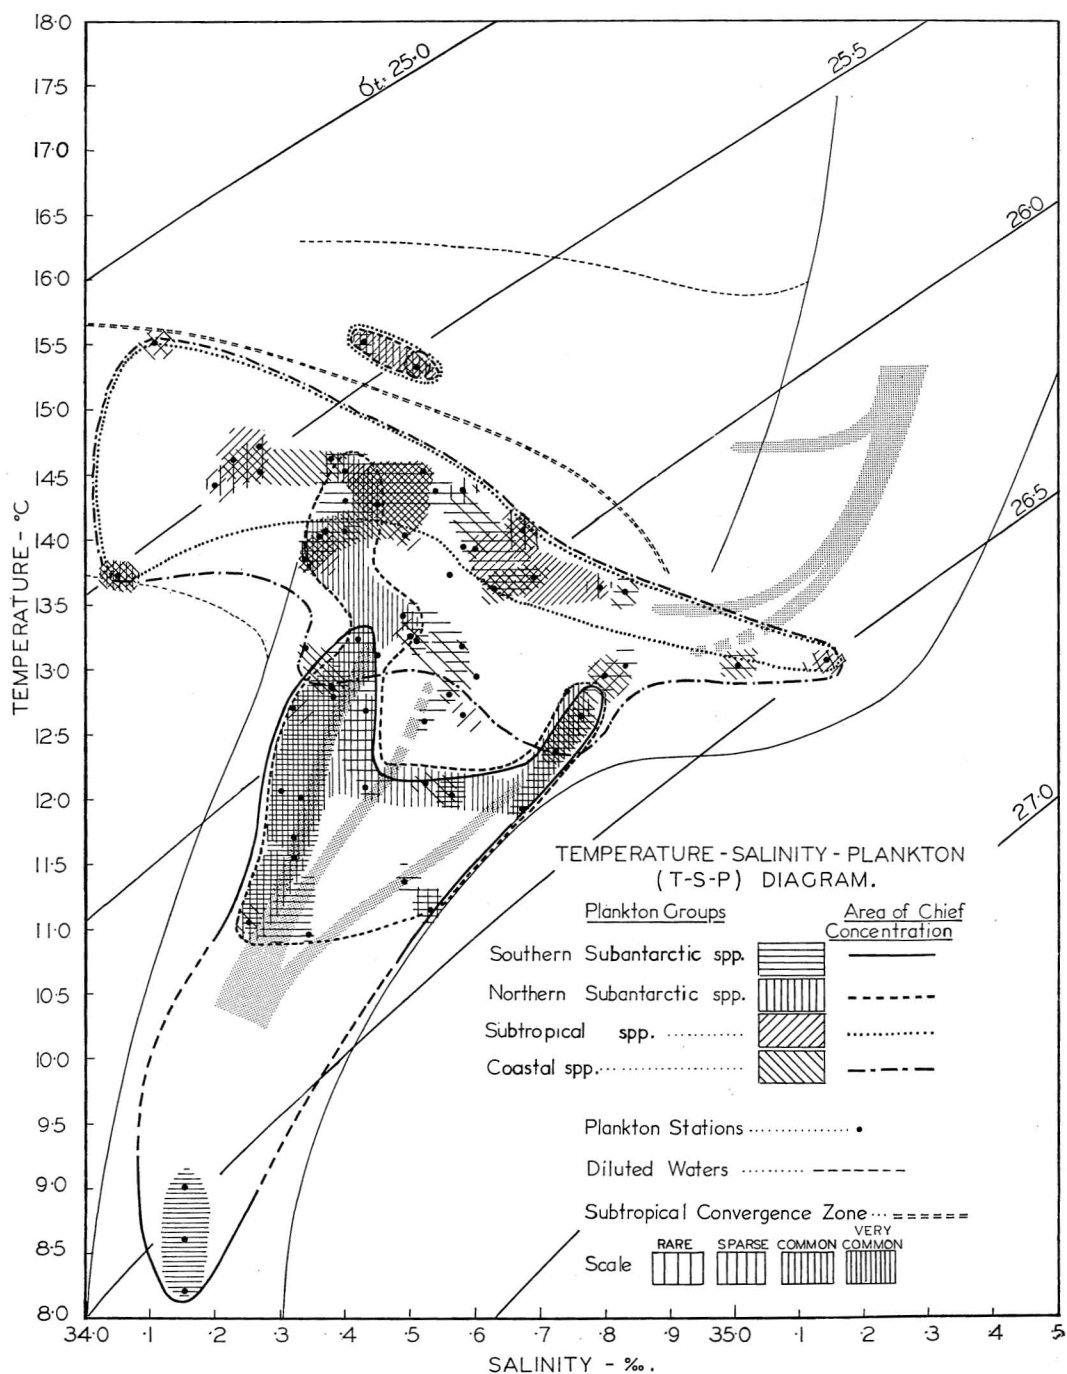 18·0
17·5
17·0
16·5
16·0
15·5
15·0
14·5
14·0
13·5
13·0
12·5
12·0
11·5
11·0
10·5
10·0
9·5
9·0
8·5
8·0
TEMPERATURE - °C
σt. 25·0
25·5
26·0
26·5
27·0
TEMPERATURE - SALINITY - PLANKTON
(T-S-P) DIAGRAM.
Plankton Groups
Area of Chief
Concentration
Southern Subantarctic spp.
Northern Subantarctic spp.
Subtropical spp.
Coastal spp.
Plankton Stations
Diluted Waters
Subtropical Convergence Zone
Scale
RARE SPARSE COMMON VERY COMMON
34·0 ·1 ·2 ·3 ·4 ·5 ·6 ·7 ·8 ·9 35·0 ·1 ·2 ·3 ·4 ·5
SALINITY - ‰.